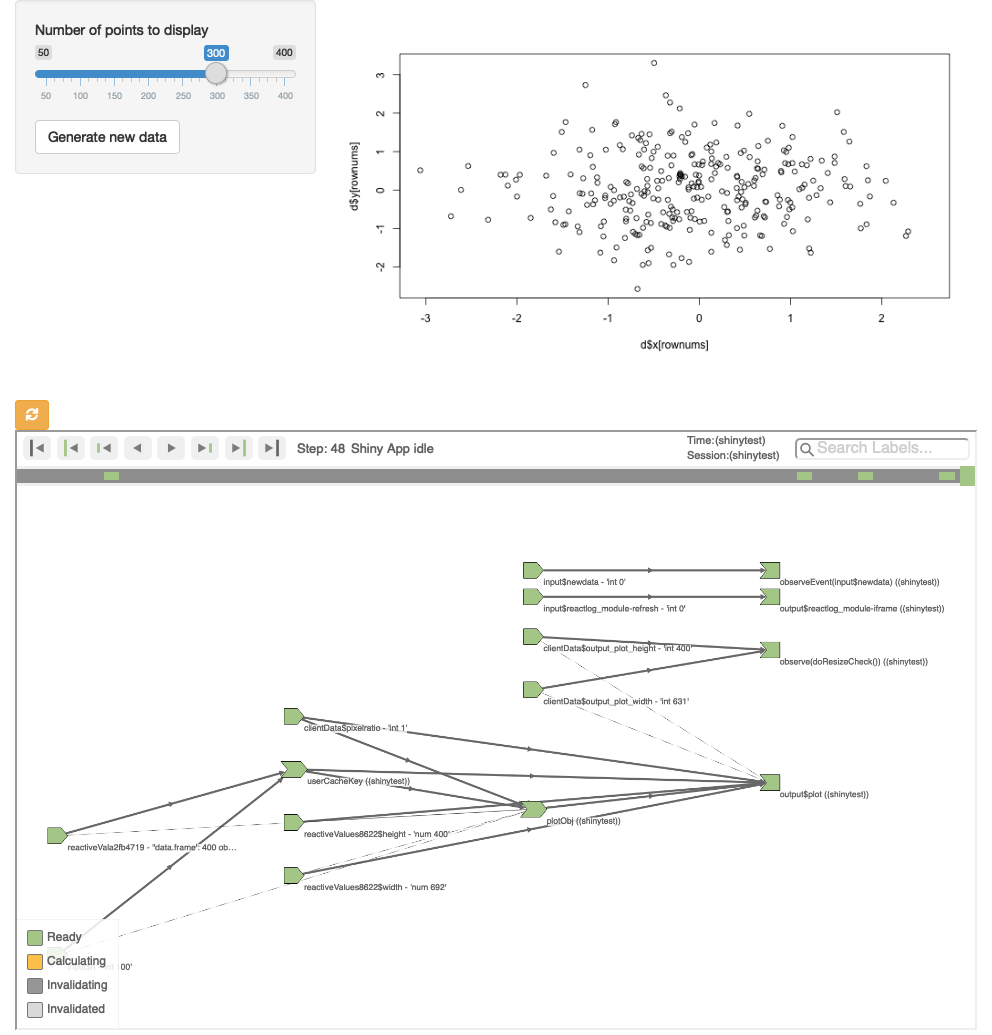 Number of points to display
50 300 400
50 100 150 200 250 300 350 400
Generate new data
3
2
1
0
-1
-2
d$y[rownums]
-3 -2 -1 0 1 2
d$x[rownums]
Step: 48 Shiny App idle
Time:(shinytest)
Session:(shinytest)
Search Labels...
input$newdata - 'int 0'
observeEvent(input$newdata) ((shinytest))
input$reactlog_module-refresh - 'int 0'
output$reactlog_module-iframe ((shinytest))
clientData$output_plot_height - 'int 400'
observe(doResizeCheck()) ((shinytest))
clientData$output_plot_width - 'int 631'
clientData$pixelratio - 'int 1'
userCacheKey ((shinytest))
output$plot ((shinytest))
plotObj ((shinytest))
reactiveValues8622$height - 'num 400'
reactiveVala2fb4719 - "data.frame': 400 ob...
reactiveValues8622$width - 'num 692'
Ready
Calculating
00'
Invalidating
Invalidated